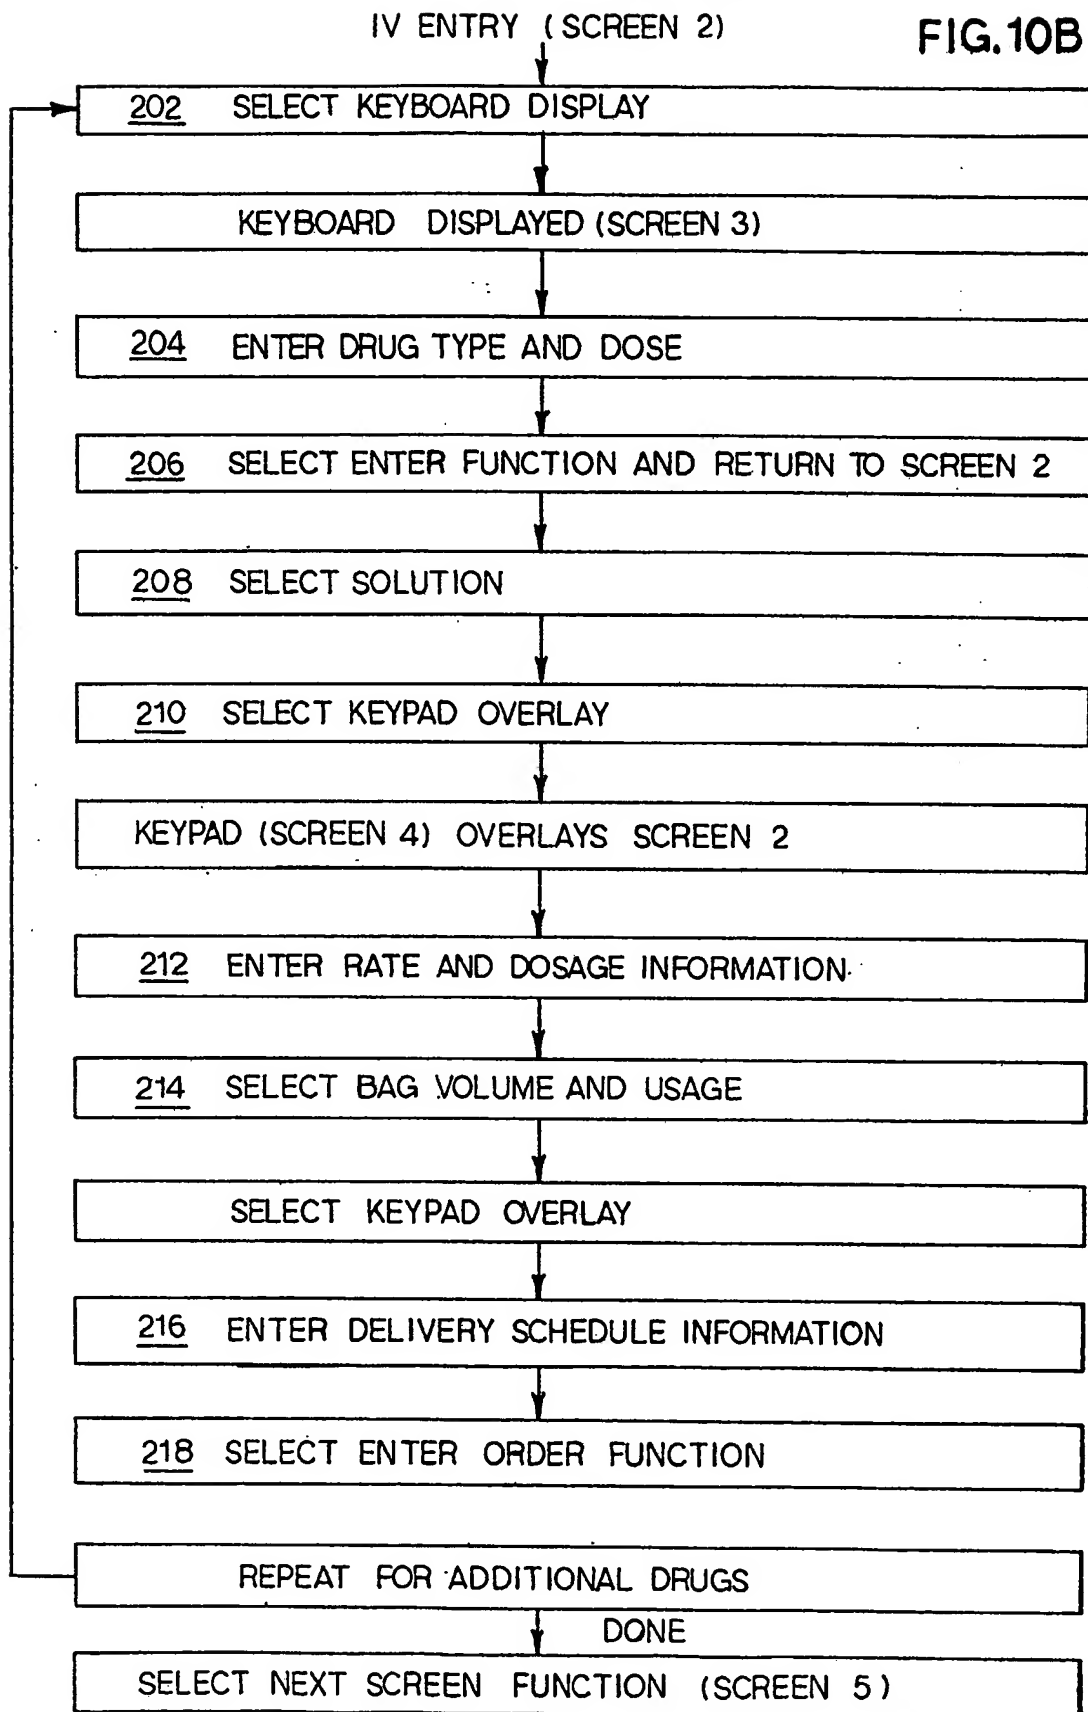 IV ENTRY (SCREEN 2)
FIG.10B
202 SELECT KEYBOARD DISPLAY
KEYBOARD DISPLAYED (SCREEN 3)
204 ENTER DRUG TYPE AND DOSE
206 SELECT ENTER FUNCTION AND RETURN TO SCREEN 2
208 SELECT SOLUTION
210 SELECT KEYPAD OVERLAY
KEYPAD (SCREEN 4) OVERLAYS SCREEN 2
212 ENTER RATE AND DOSAGE INFORMATION
214 SELECT BAG VOLUME AND USAGE
SELECT KEYPAD OVERLAY
216 ENTER DELIVERY SCHEDULE INFORMATION
218 SELECT ENTER ORDER FUNCTION
REPEAT FOR ADDITIONAL DRUGS
DONE
SELECT NEXT SCREEN FUNCTION (SCREEN 5)